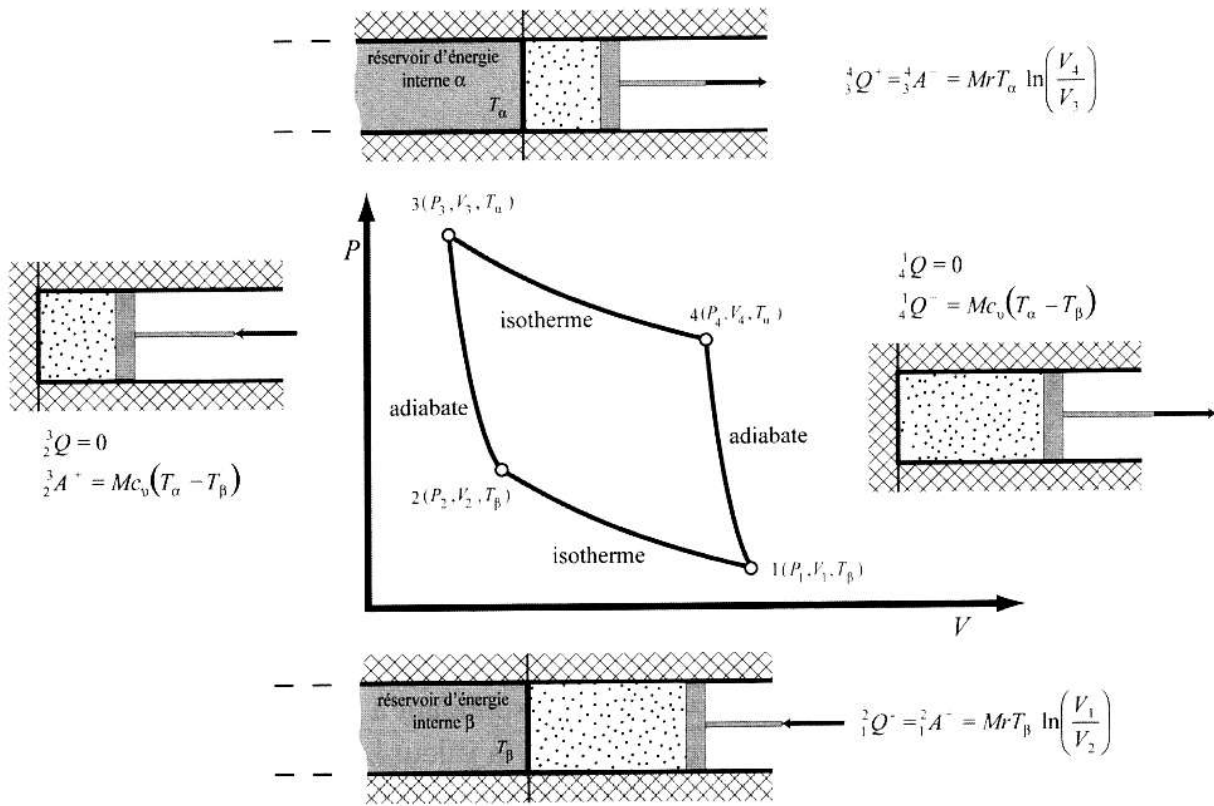 réservoir d'énergie
interne α
T_α
₃⁴Q⁺ = ₃⁴A⁻ = MrT_α ln(V₄/V₃)
3(P₃, V₃, T_α)
P
isotherme
4(P₄, V₄, T_α)
₄¹Q = 0
₄¹Q⁻ = Mc_υ(T_α − T_β)
adiabate
adiabate
₂³Q = 0
₂³A⁺ = Mc_υ(T_α − T_β)
2(P₂, V₂, T_β)
isotherme
1(P₁, V₁, T_β)
V
réservoir d'énergie
interne β
T_β
₁²Q⁻ = ₁²A⁻ = MrT_β ln(V₁/V₂)